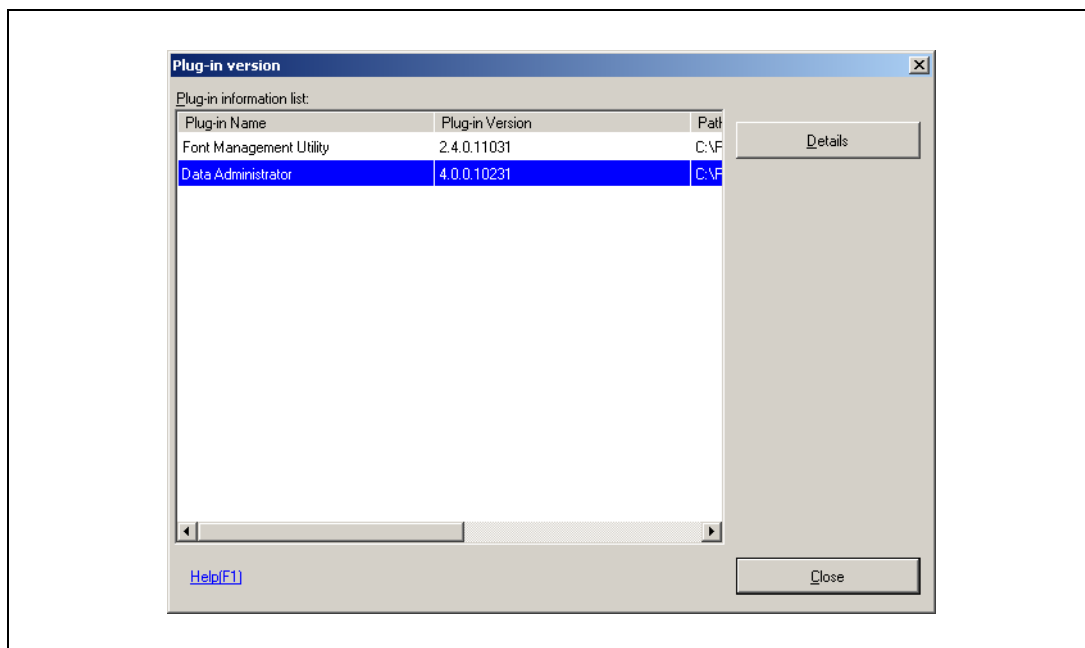 Plug-in version
Plug-in information list:
Plug-in Name Plug-in Version Path
Font Management Utility 2.4.0.11031 C:\F
Data Administrator 4.0.0.10231 C:\F
Details
Help(F1)
Close